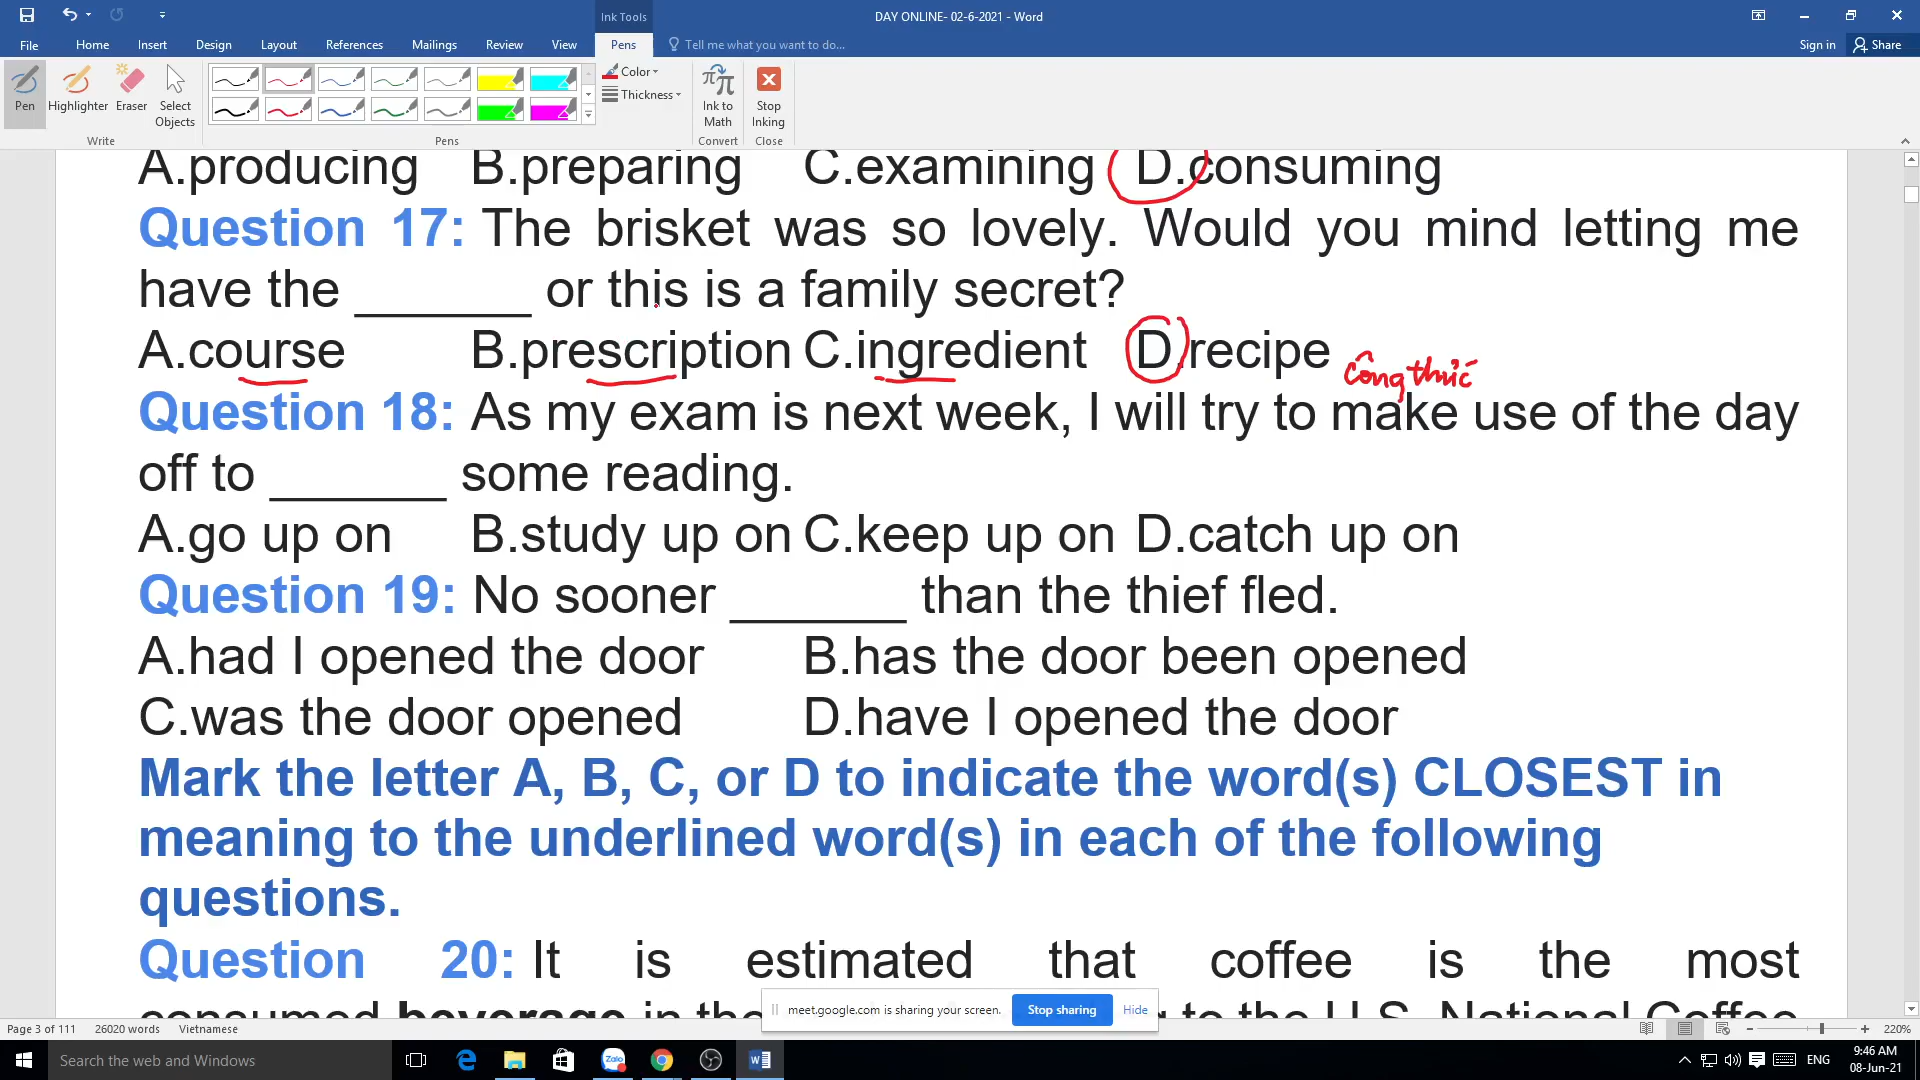 Ink Tools
DAY ONLINE- 02-6-2021 - Word
File Home Insert Design Layout References Mailings Review View Pens Tell me what you want to do... Sign in Share
Pen Highlighter Eraser Select Objects
Color
Thickness
Ink to Math
Stop Inking
Write Pens Convert Close
A.producing B.preparing C.examining D.consuming
Question 17: The brisket was so lovely. Would you mind letting me
have the _______ or this is a family secret?
A.course B.prescription C.ingredient D.recipe
công thức
Question 18: As my exam is next week, I will try to make use of the day
off to _______ some reading.
A.go up on B.study up on C.keep up on D.catch up on
Question 19: No sooner _______ than the thief fled.
A.had I opened the door B.has the door been opened
C.was the door opened D.have I opened the door
Mark the letter A, B, C, or D to indicate the word(s) CLOSEST in
meaning to the underlined word(s) in each of the following
questions.
Question 20: It is estimated that coffee is the most
consumed beverage in the to the U.S. National Coffee
meet.google.com is sharing your screen. Stop sharing Hide
Page 3 of 111 26020 words Vietnamese 220%
Search the web and Windows
Zalo
ENG
9:46 AM
08-Jun-21